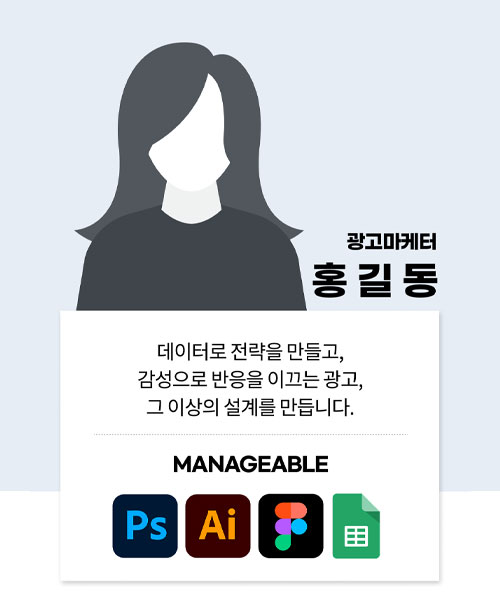 광고마케터
홍길동
데이터로 전략을 만들고,
감성으로 반응을 이끄는 광고,
그 이상의 설계를 만듭니다.
MANAGEABLE
Ps Ai